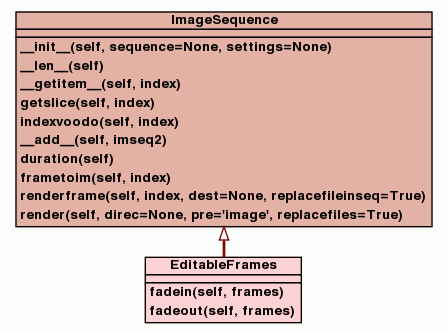 ImageSequence
__init__(self, sequence=None, settings=None)
__len__(self)
__getitem__(self, index)
getslice(self, index)
indexvoodo(self, index)
__add__(self, imseq2)
duration(self)
frametoim(self, index)
renderframe(self, index, dest=None, replacefileinseq=True)
render(self, direc=None, pre='image', replacefiles=True)
EditableFrames
fadein(self, frames)
fadeout(self, frames)